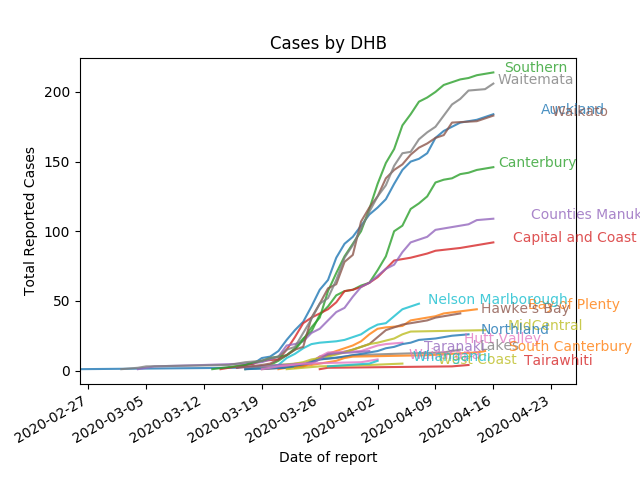 Cases by DHB
Total Reported Cases
200
150
100
50
0
Southern
Waitemata
Auckland
Waikato
Canterbury
Counties Manuk
Capital and Coast
Nelson Marlborough
Bay of Plenty
Hawke's Bay
MidCentral
Northland
Hutt Valley
Lakes
Taranaki
South Canterbury
Whanganui
West Coast
Tairawhiti
2020-02-27
2020-03-05
2020-03-12
2020-03-19
2020-03-26
2020-04-02
2020-04-09
2020-04-16
2020-04-23
Date of report